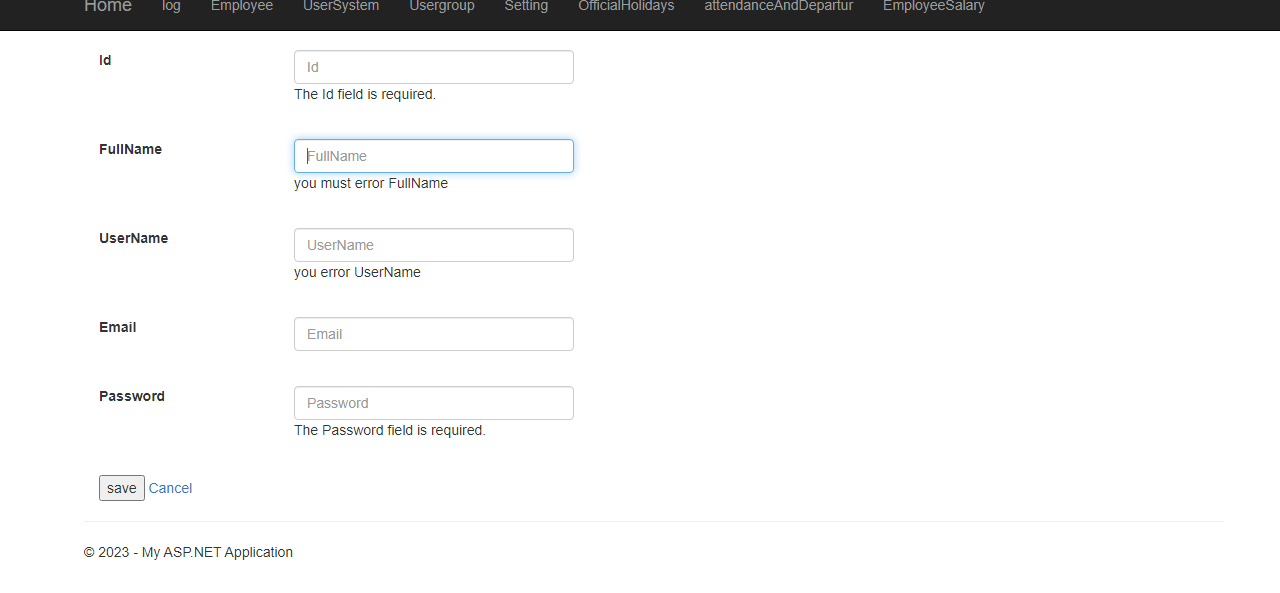 Home log Employee UserSystem Usergroup Setting OfficialHolidays attendanceAndDepartur EmployeeSalary
Id Id
The Id field is required.
FullName FullName
you must error FullName
UserName UserName
you error UserName
Email Email
Password Password
The Password field is required.
save Cancel
© 2023 - My ASP.NET Application